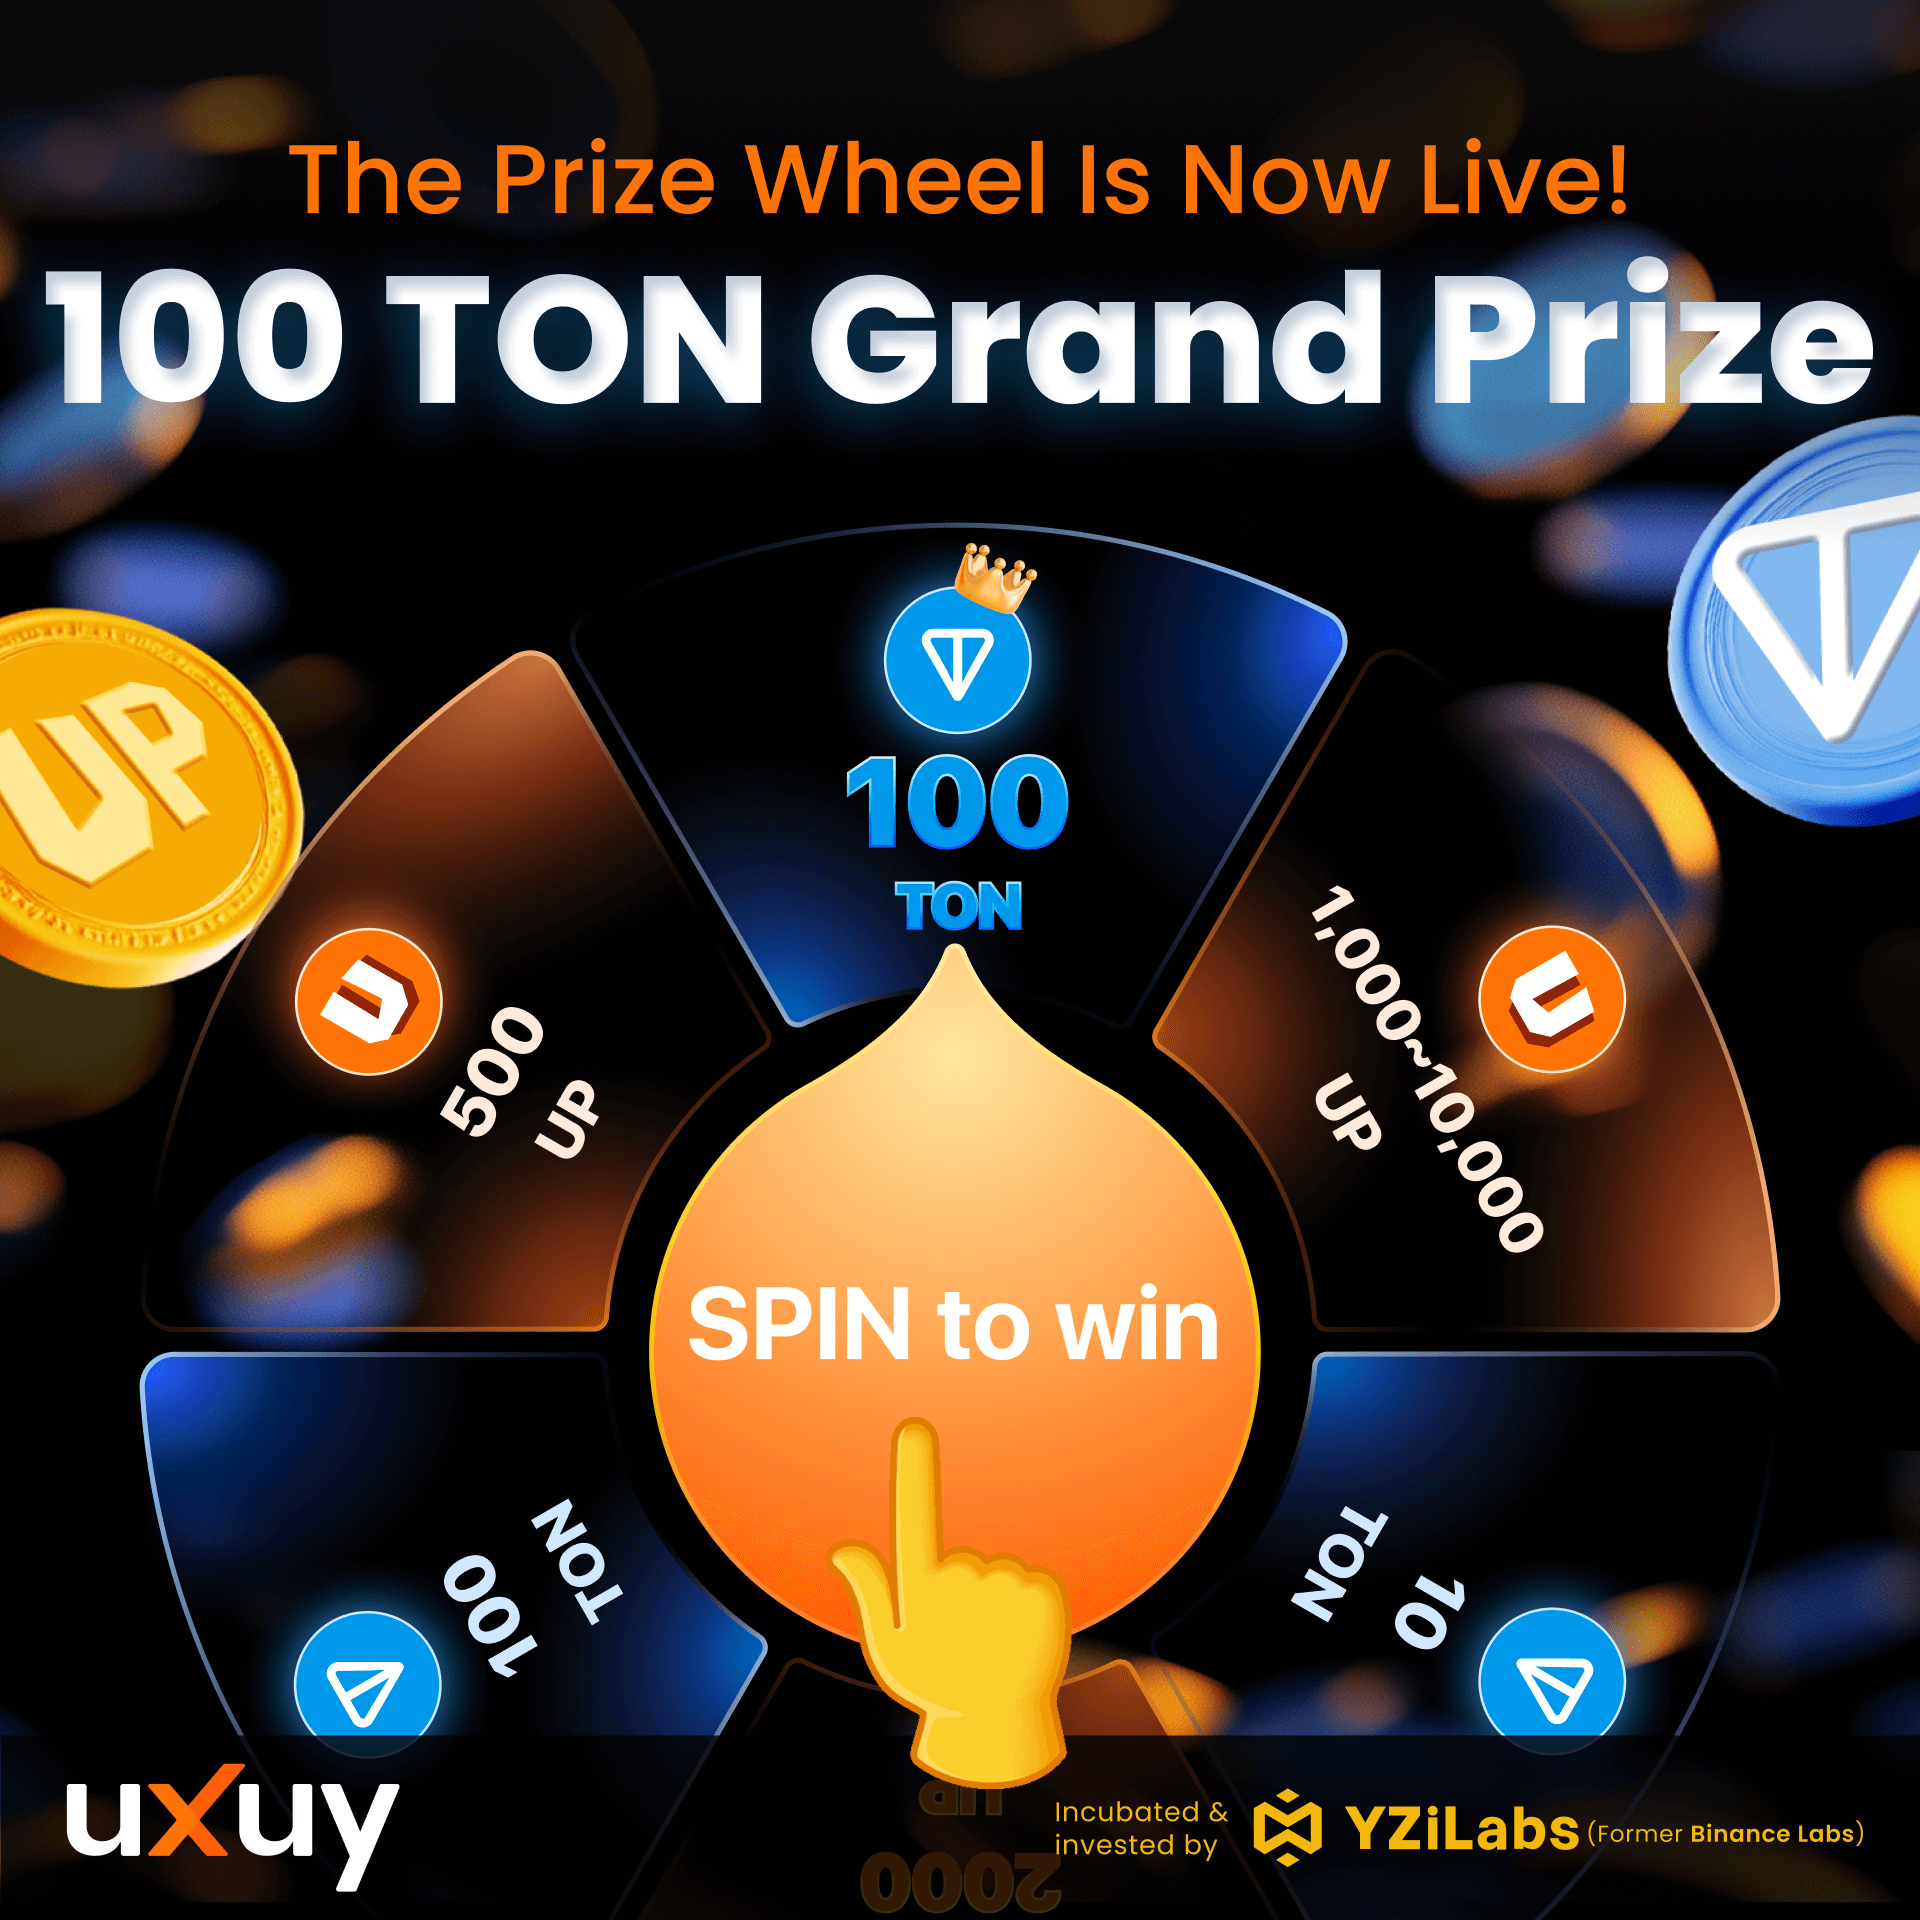 The Prize Wheel Is Now Live!
100 TON Grand Prize
100
TON
UP
500
UP
1,000~10,000
UP
SPIN to win
100
TON
10
TON
UP
2000
uxuy
Incubated &
invested by
YZiLabs (Former Binance Labs)